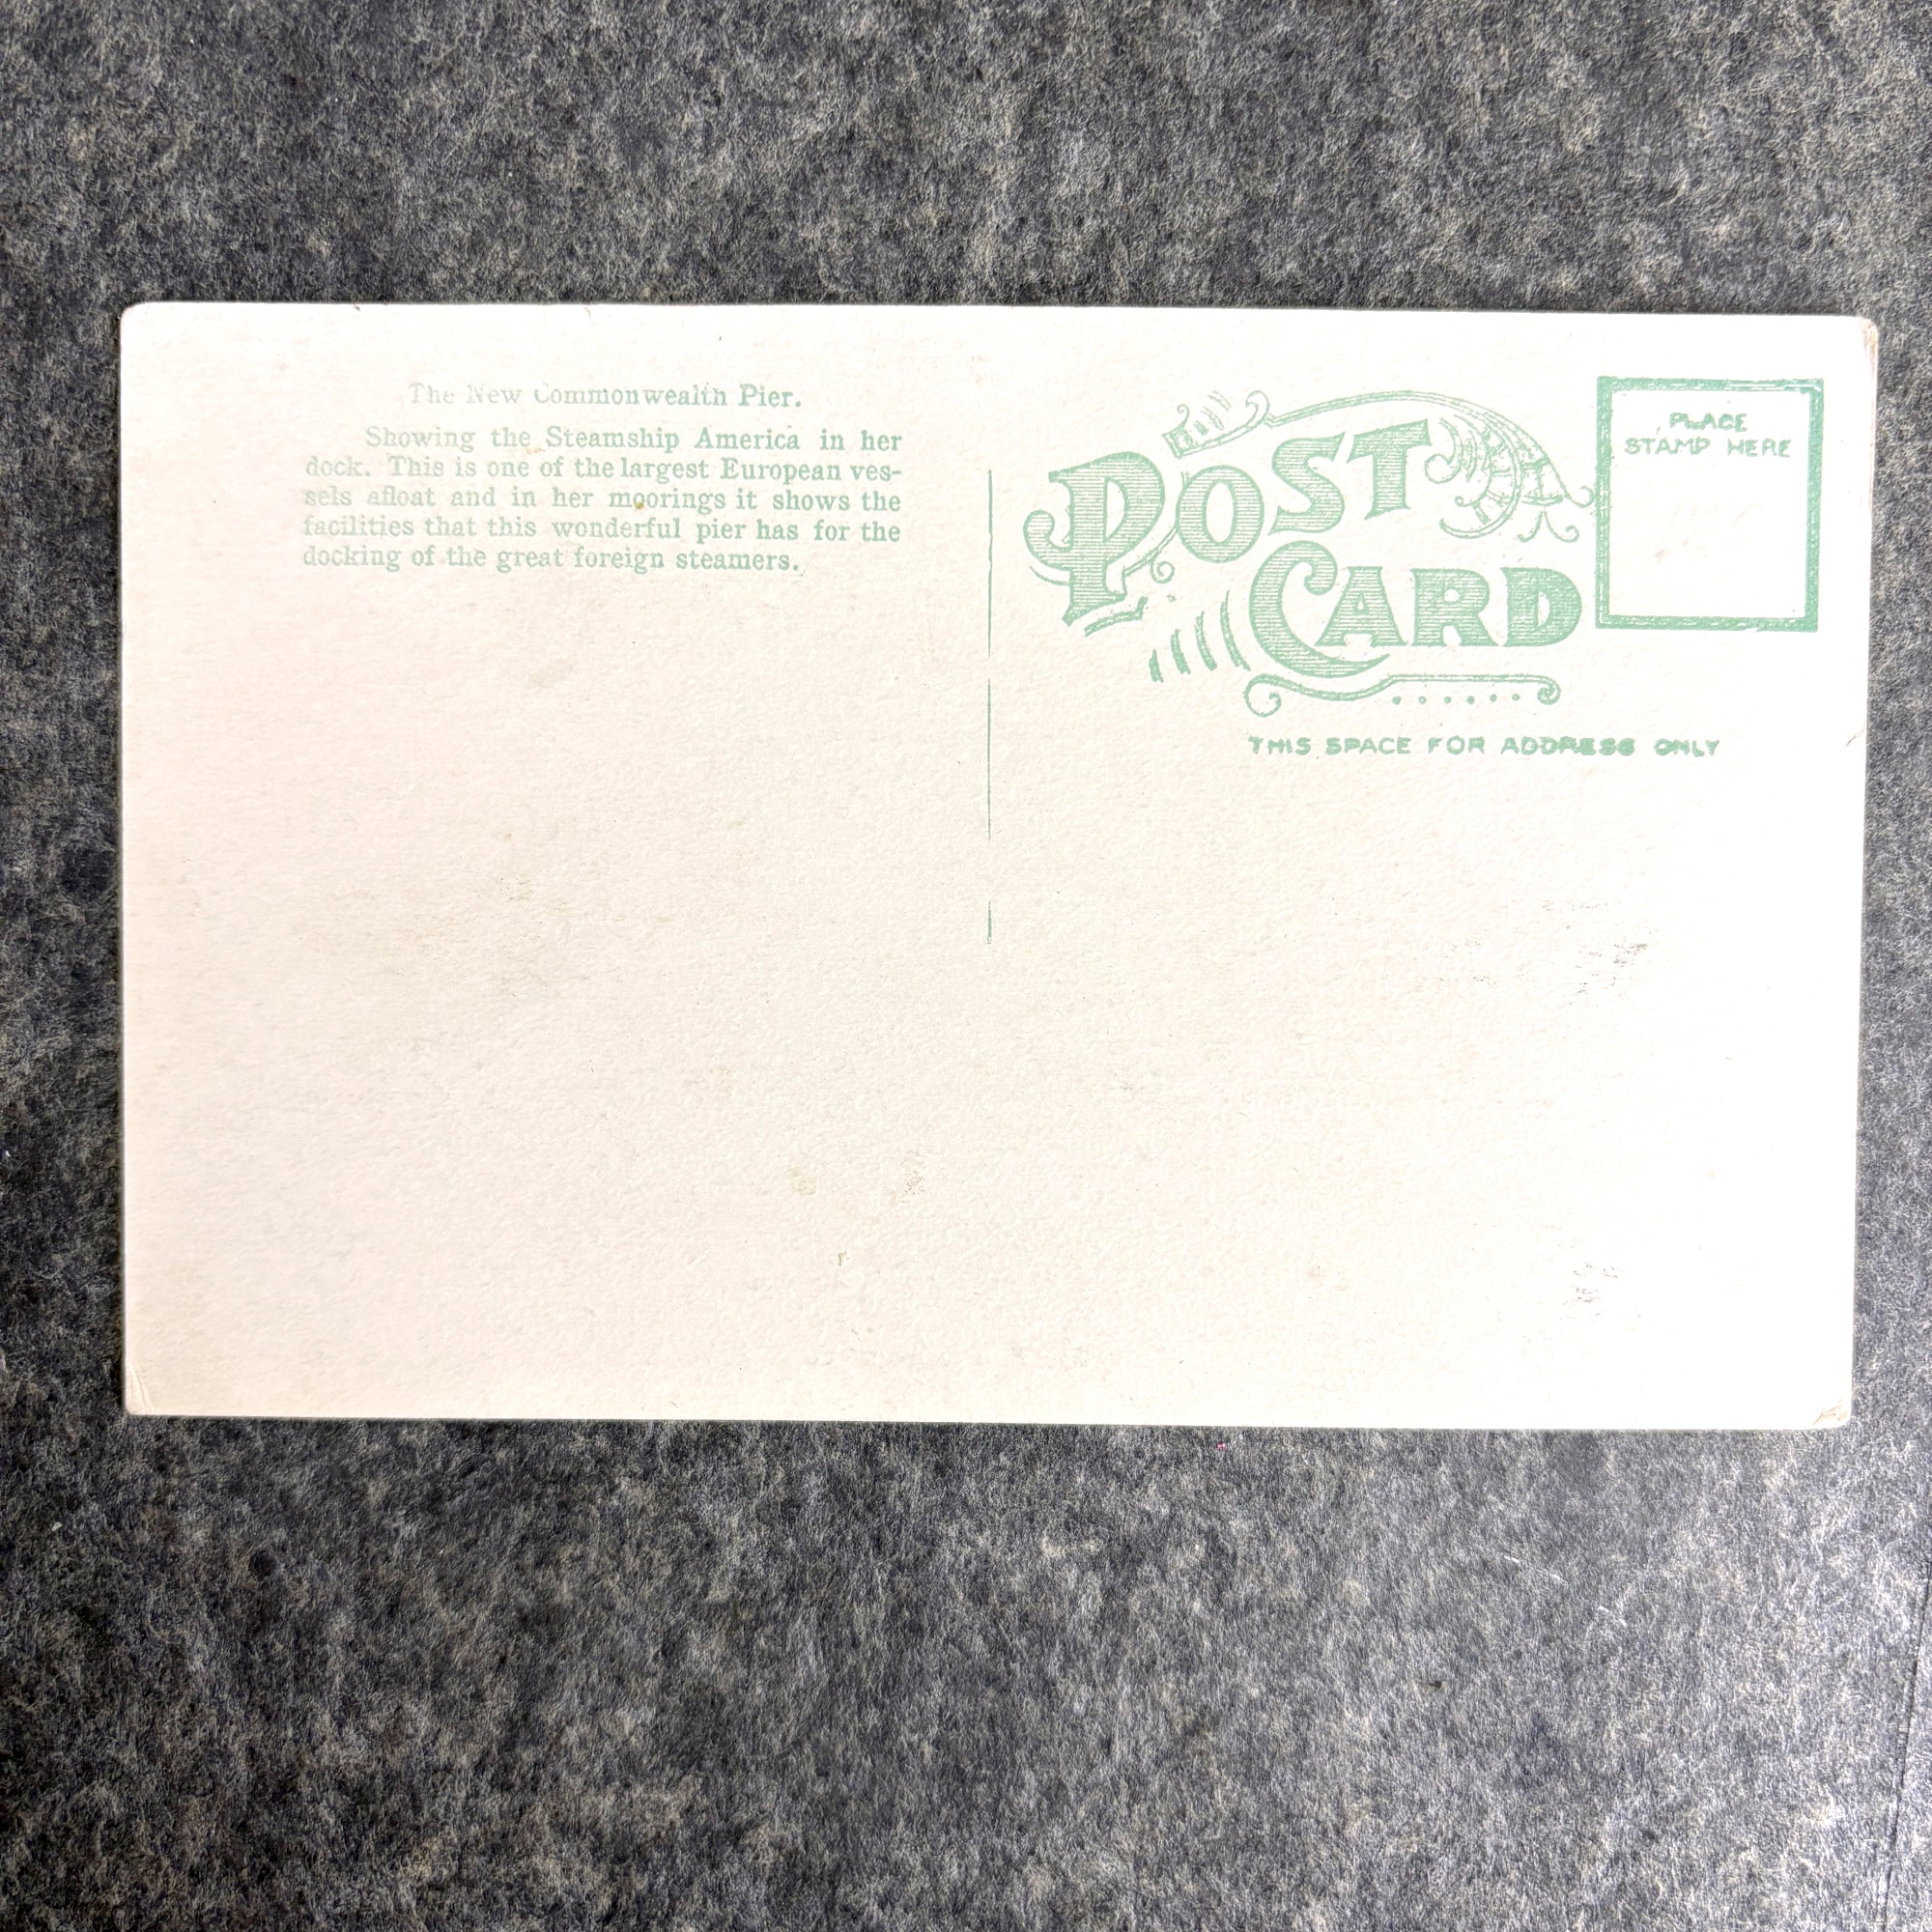 The New Commonwealth Pier.
Showing the Steamship America in her
dock. This is one of the largest European ves-
sels afloat and in her moorings it shows the
facilities that this wonderful pier has for the
docking of the great foreign steamers.
POST
CARD
PLACE
STAMP HERE
THIS SPACE FOR ADDRESS ONLY